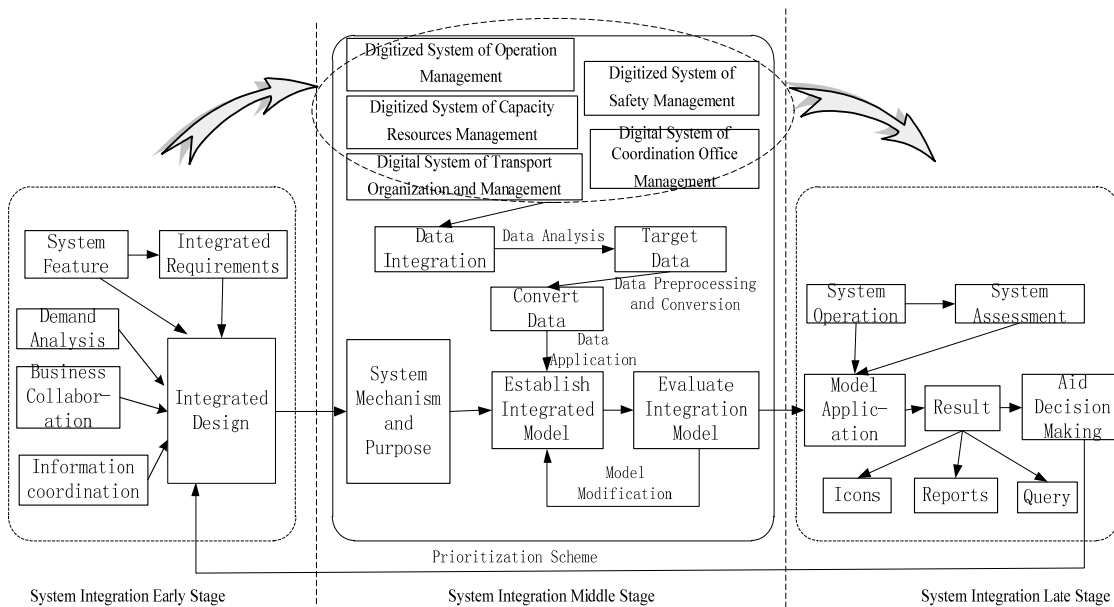 Digitized System of Operation
Management
Digitized System of Capacity
Resources Management
Digital System of Transport
Organization and Management
Digitized System of
Safety Management
Digital System of
Coordination Office
Management
System
Feature
Integrated
Requirements
Demand
Analysis
Business
Collabor-
ation
Information
coordination
Integrated
Design
Data
Integration
Data Analysis
Target
Data
Data Preprocessing
and Conversion
Convert
Data
Data
Application
System
Mechanism
and
Purpose
Establish
Integrated
Model
Evaluate
Integration
Model
Model
Modification
System
Operation
System
Assessment
Model
Applic-
ation
Result
Aid
Decision
Making
Icons
Reports
Query
Prioritization Scheme
System Integration Early Stage
System Integration Middle Stage
System Integration Late Stage